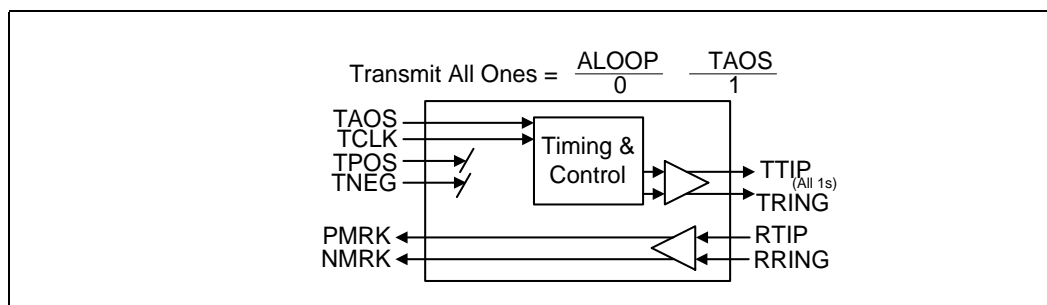 Transmit All Ones = ALOOP TAOS
0 1
TAOS
TCLK
TPOS
TNEG
Timing &
Control
TTIP
(All 1s)
TRING
PMRK
NMRK
RTIP
RRING